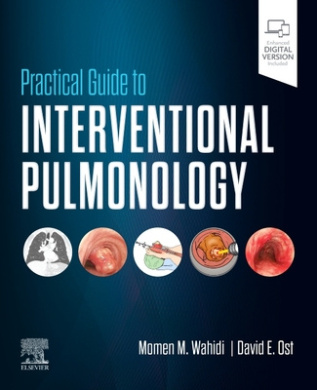 Enhanced
DIGITAL
VERSION
Included
Practical Guide to
INTERVENTIONAL
PULMONOLOGY
Momen M. Wahidi | David E. Ost
ELSEVIER